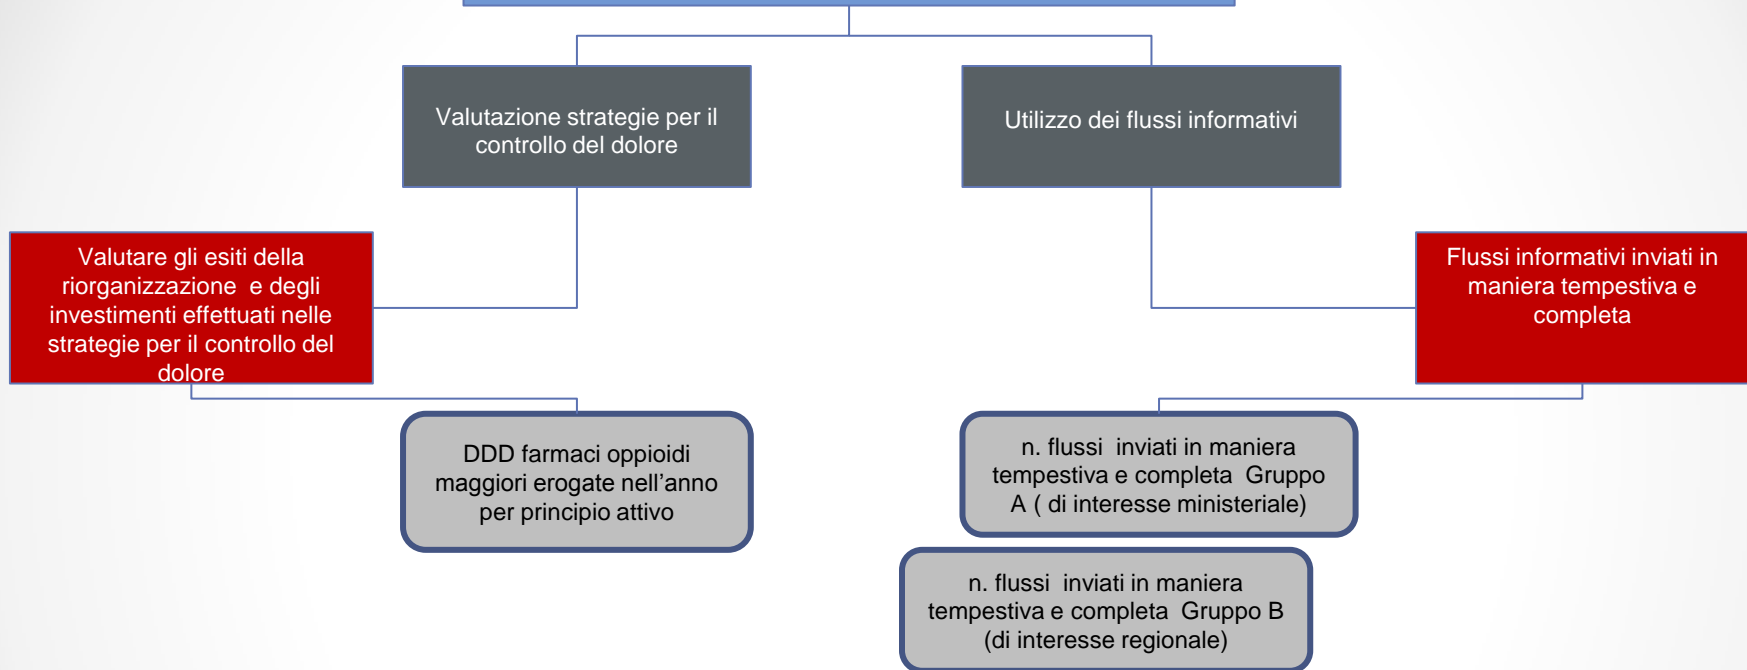 Valutazione strategie per il
controllo del dolore
Utilizzo dei flussi informativi
Valutare gli esiti della
riorganizzazione e degli
investimenti effettuati nelle
strategie per il controllo del
dolore
Flussi informativi inviati in
maniera tempestiva e
completa
DDD farmaci oppioidi
maggiori erogate nell’anno
per principio attivo
n. flussi inviati in maniera
tempestiva e completa Gruppo
A ( di interesse ministeriale)
n. flussi inviati in maniera
tempestiva e completa Gruppo B
(di interesse regionale)